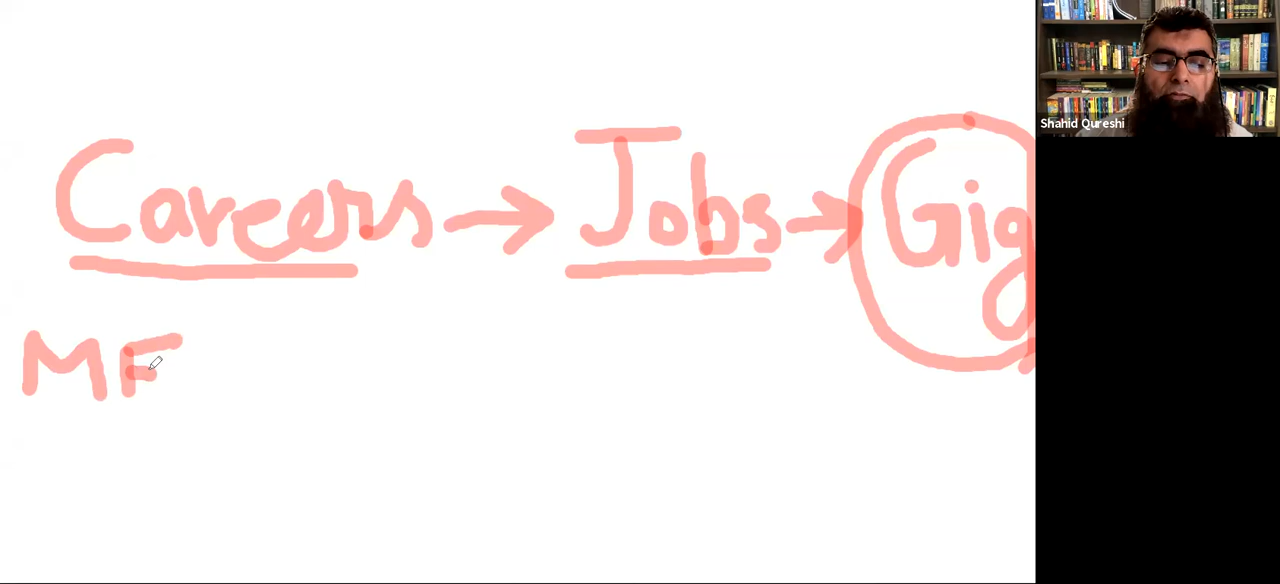 Shahid Qureshi
Careers → Jobs → Gig
MF